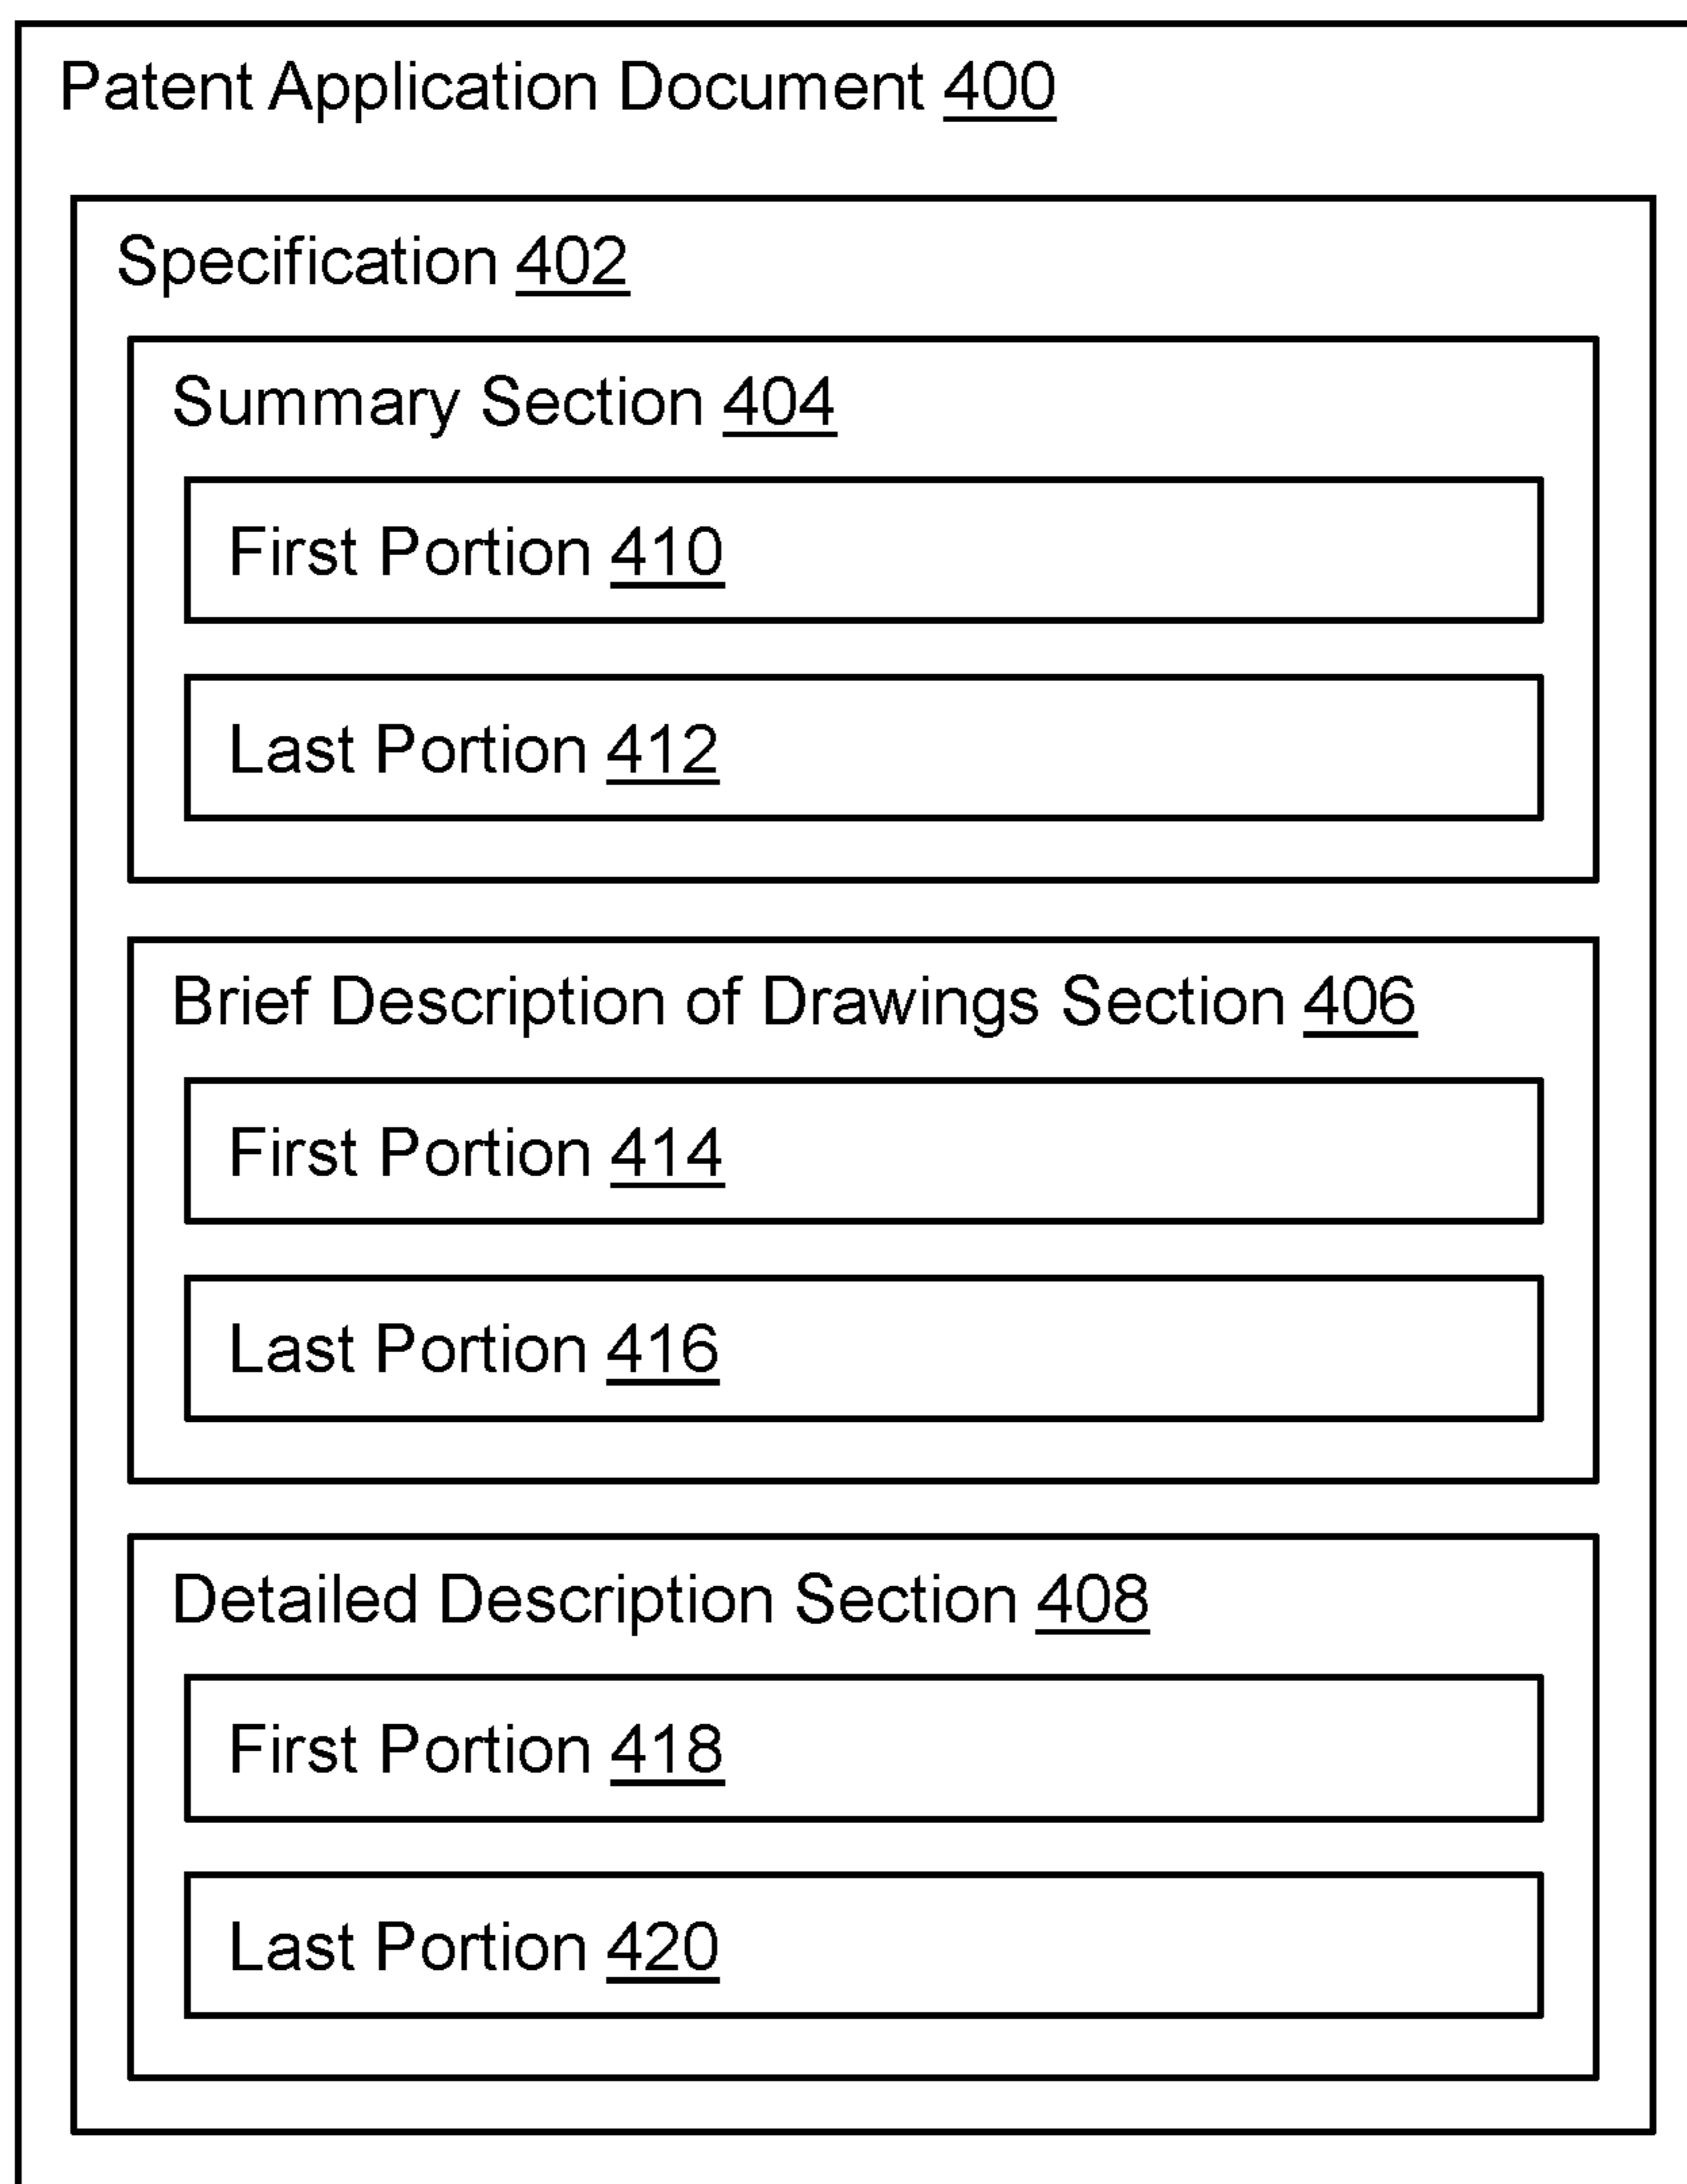 Patent Application Document 400
Specification 402
Summary Section 404
First Portion 410
Last Portion 412
Brief Description of Drawings Section 406
First Portion 414
Last Portion 416
Detailed Description Section 408
First Portion 418
Last Portion 420